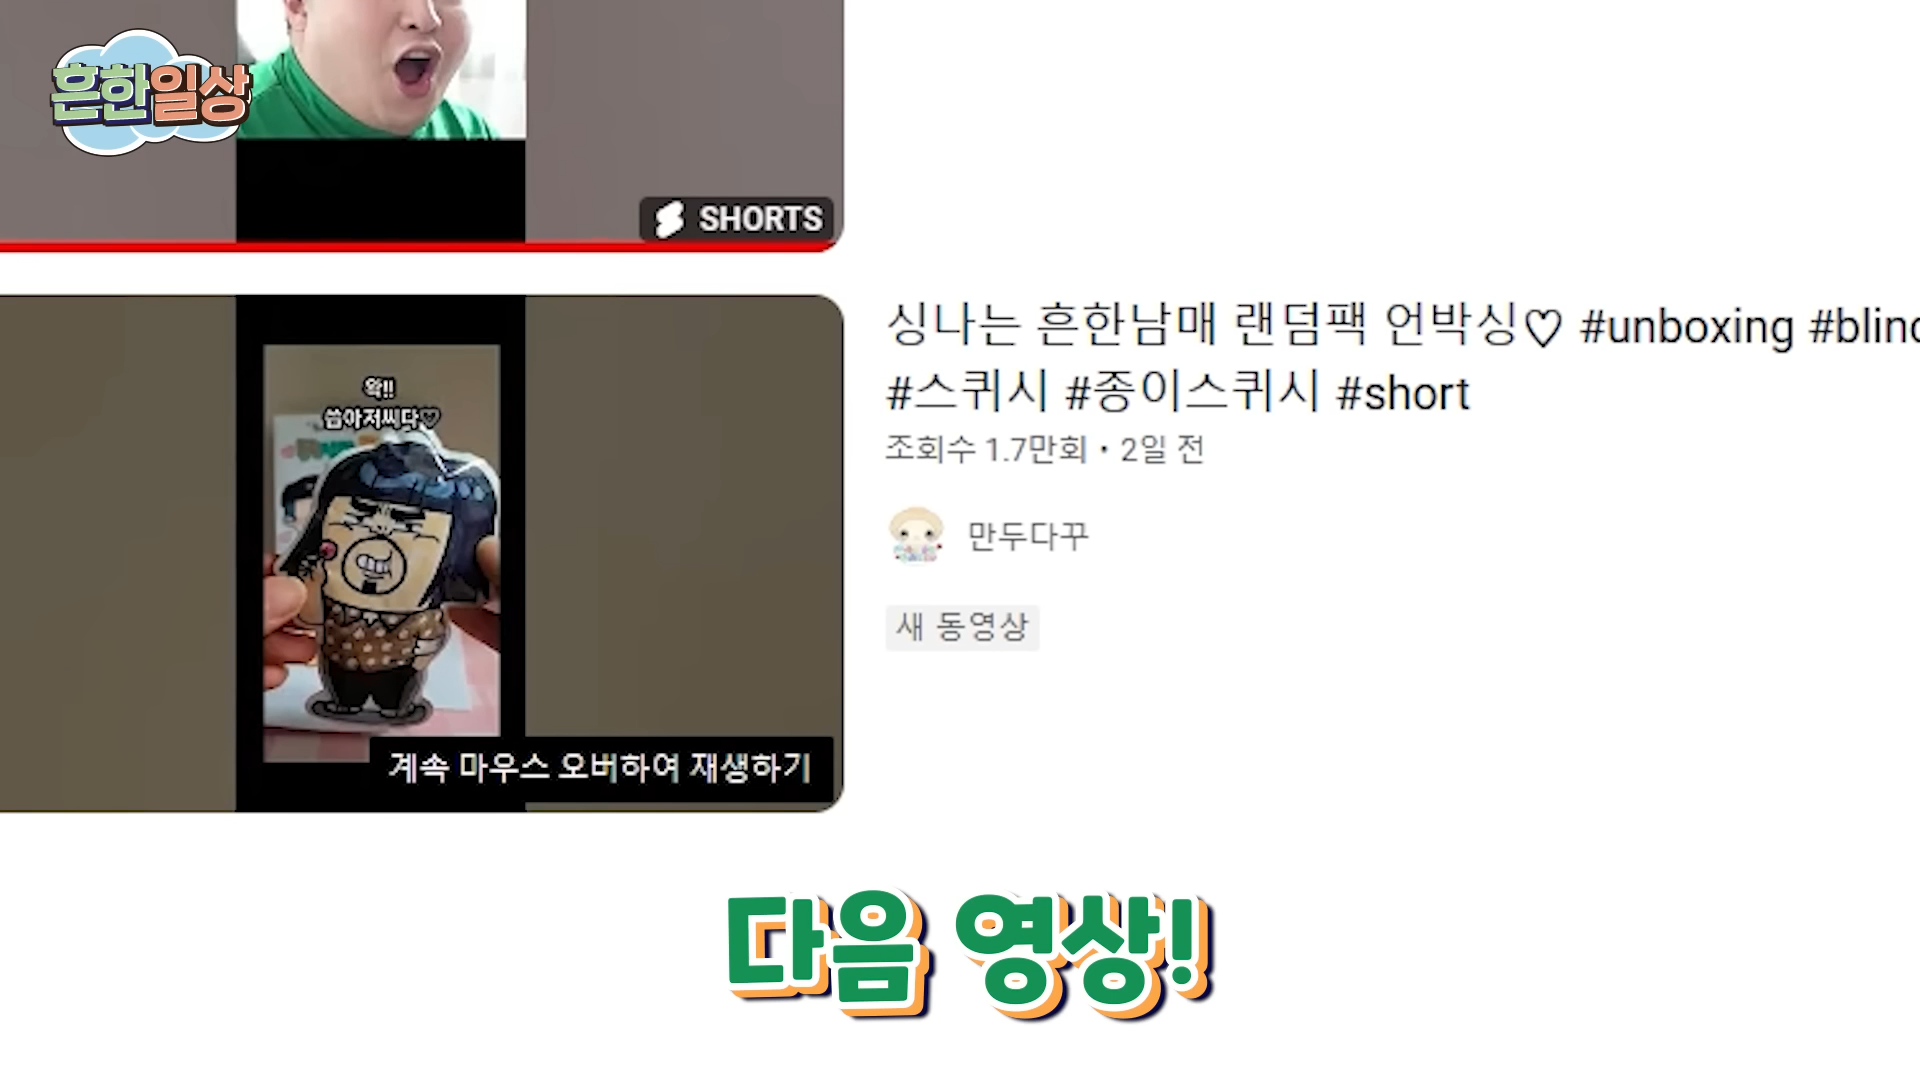 흔한일상
SHORTS
싱나는 흔한남매 랜덤팩 언박싱♡ #unboxing #blind
#스퀴시 #종이스퀴시 #short
조회수 1.7만회 • 2일 전
왁!!
씁아저씨다♡
만두다꾸
새 동영상
계속 마우스 오버하여 재생하기
다음 영상!